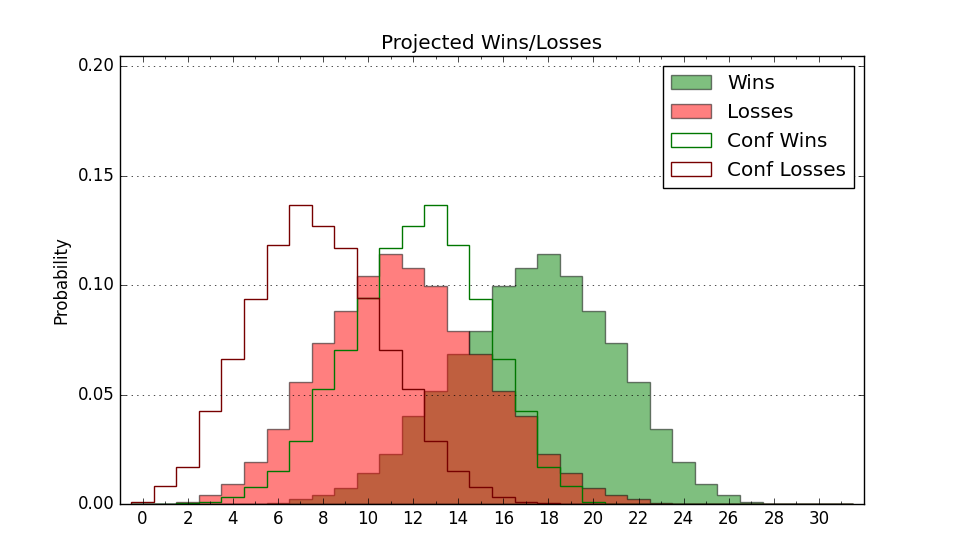 Projected Wins/Losses
0.20
0.15
0.10
0.05
0.00
Probability
Wins
Losses
Conf Wins
Conf Losses
0 2 4 6 8 10 12 14 16 18 20 22 24 26 28 30